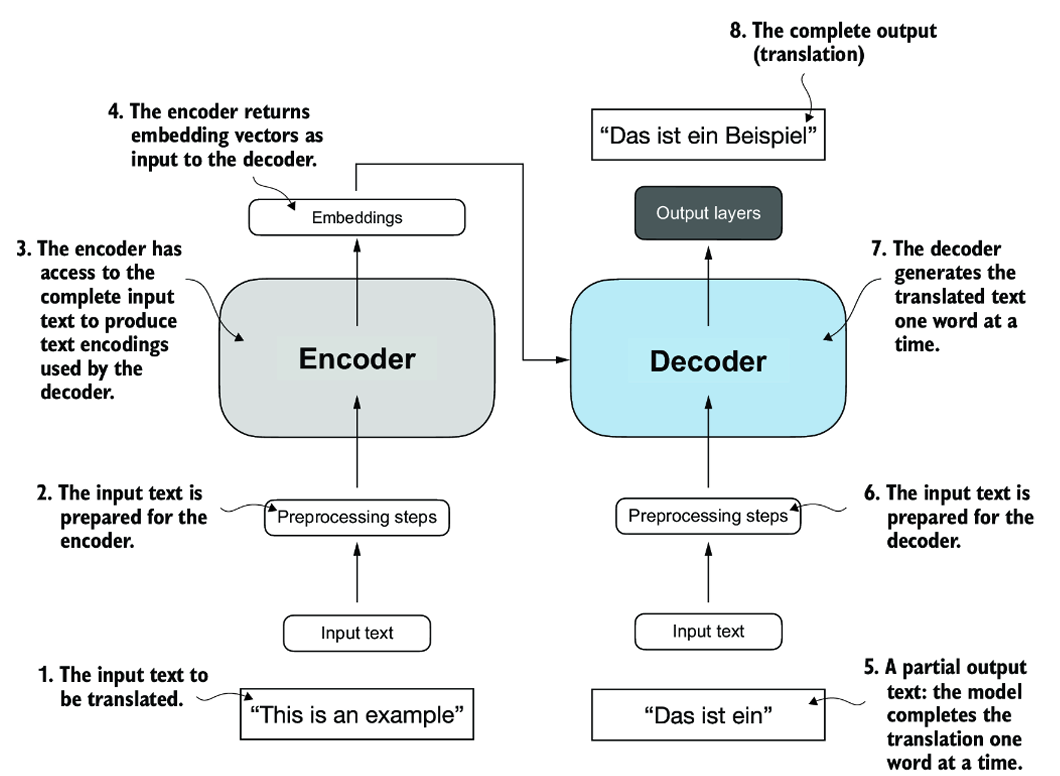 8. The complete output
(translation)
4. The encoder returns
embedding vectors as
input to the decoder.
“Das ist ein Beispiel”
Embeddings
Output layers
3. The encoder has
access to the
complete input
text to produce
text encodings
used by the
decoder.
7. The decoder
generates the
translated text
one word at a
time.
Encoder
Decoder
2. The input text is
prepared for the
encoder.
Preprocessing steps
Preprocessing steps
6. The input text is
prepared for the
decoder.
Input text
Input text
1. The input text to
be translated.
“This is an example”
“Das ist ein”
5. A partial output
text: the model
completes the
translation one
word at a time.